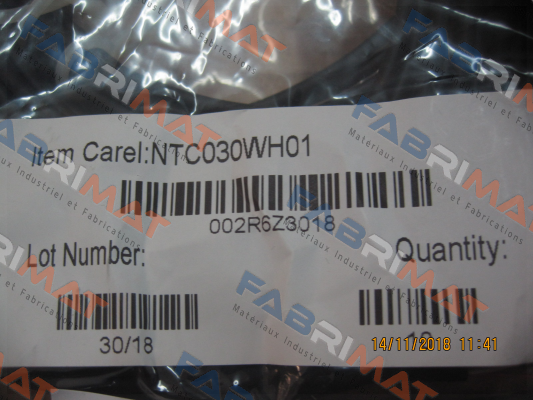 Item Carel:NTC030WH01
002R6Z3018
Lot Number:
Quantity:
30/18
14/11/2018 11:41
FABRIMAT
Materiaux Industriel et Fabrications